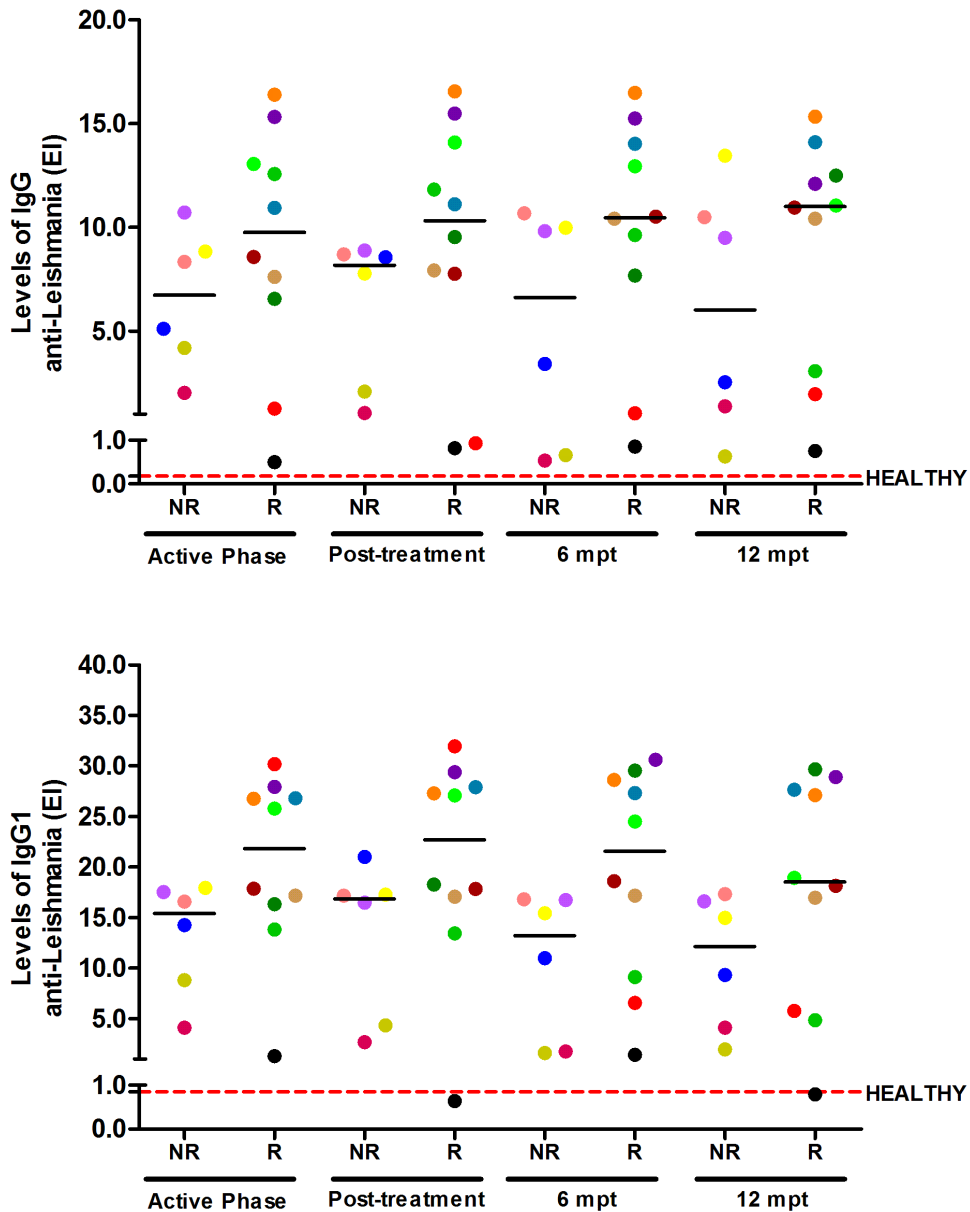 Levels of IgG
anti-Leishmania (EI)
20.0
15.0
10.0
5.0
1.0
0.0
HEALTHY
NR R NR R NR R NR R
Active Phase Post-treatment 6 mpt 12 mpt
Levels of IgG1
anti-Leishmania (EI)
40.0
35.0
30.0
25.0
20.0
15.0
10.0
5.0
1.0
0.0
HEALTHY
NR R NR R NR R NR R
Active Phase Post-treatment 6 mpt 12 mpt